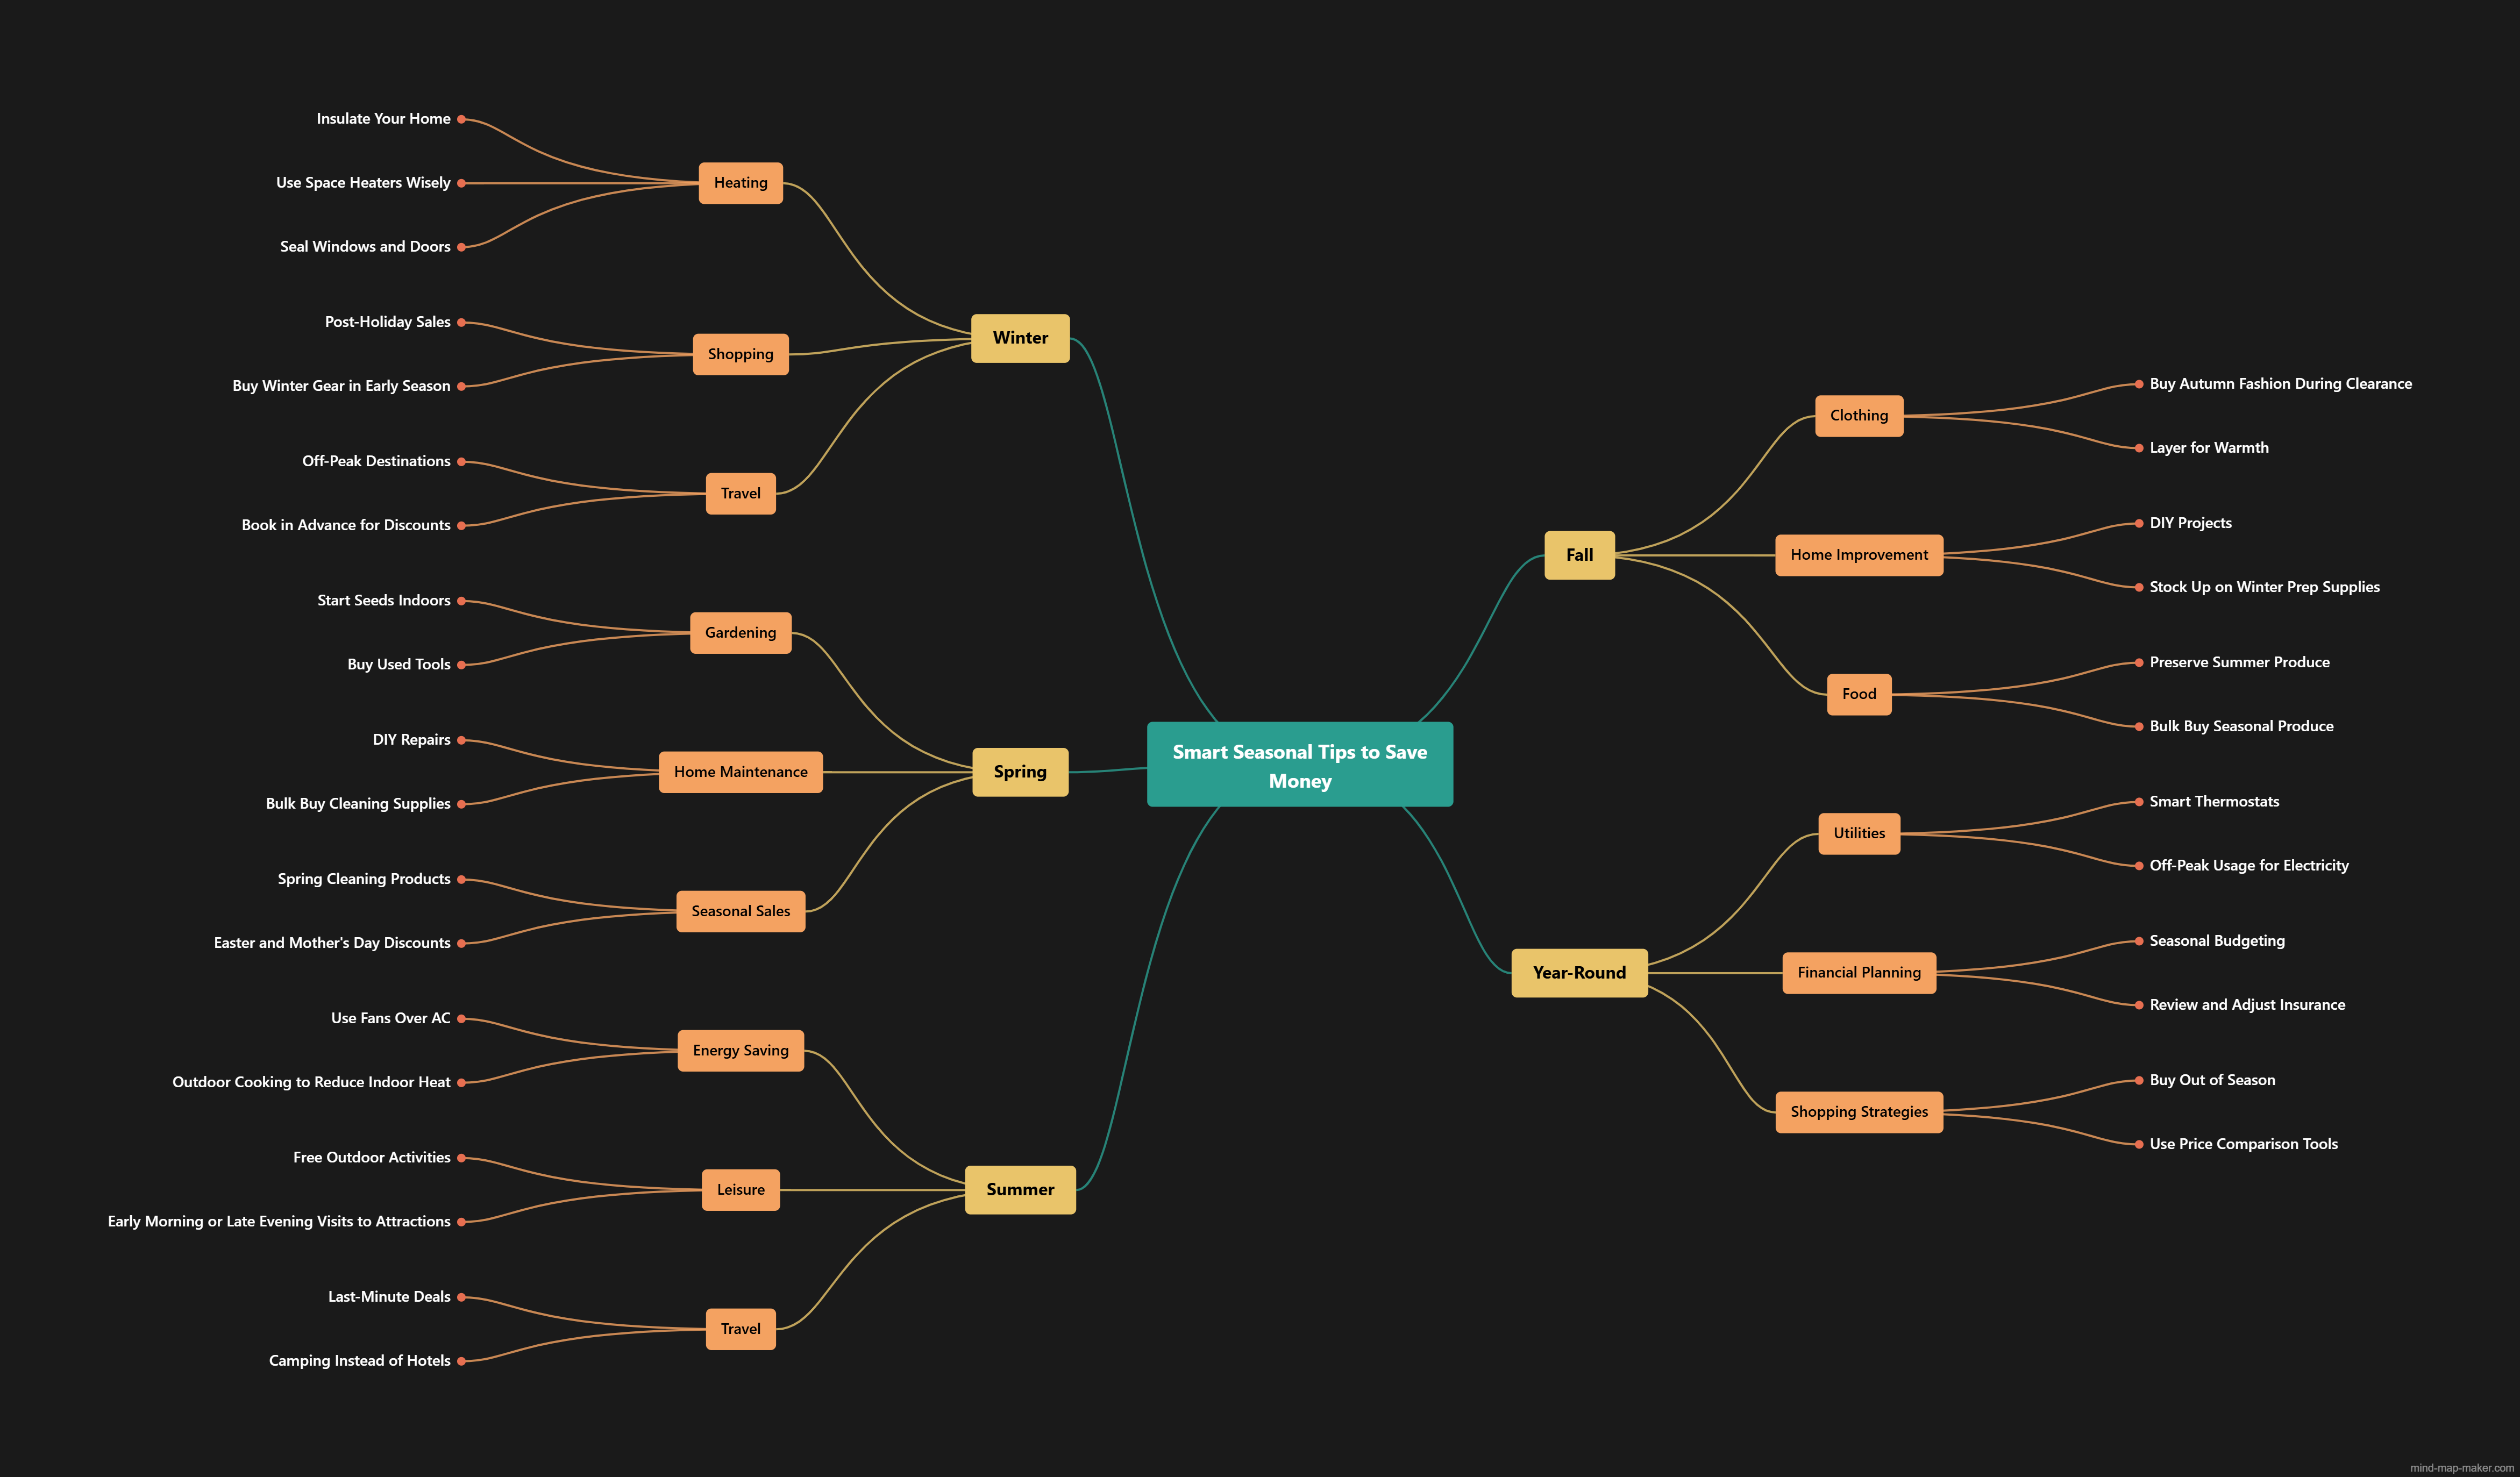 Smart Seasonal Tips to Save
Money
Winter
Heating
Insulate Your Home
Use Space Heaters Wisely
Seal Windows and Doors
Shopping
Post-Holiday Sales
Buy Winter Gear in Early Season
Travel
Off-Peak Destinations
Book in Advance for Discounts
Spring
Gardening
Start Seeds Indoors
Buy Used Tools
Home Maintenance
DIY Repairs
Bulk Buy Cleaning Supplies
Seasonal Sales
Spring Cleaning Products
Easter and Mother's Day Discounts
Summer
Energy Saving
Use Fans Over AC
Outdoor Cooking to Reduce Indoor Heat
Leisure
Free Outdoor Activities
Early Morning or Late Evening Visits to Attractions
Travel
Last-Minute Deals
Camping Instead of Hotels
Fall
Clothing
Buy Autumn Fashion During Clearance
Layer for Warmth
Home Improvement
DIY Projects
Stock Up on Winter Prep Supplies
Food
Preserve Summer Produce
Bulk Buy Seasonal Produce
Year-Round
Utilities
Smart Thermostats
Off-Peak Usage for Electricity
Financial Planning
Seasonal Budgeting
Review and Adjust Insurance
Shopping Strategies
Buy Out of Season
Use Price Comparison Tools
mind-map-maker.com